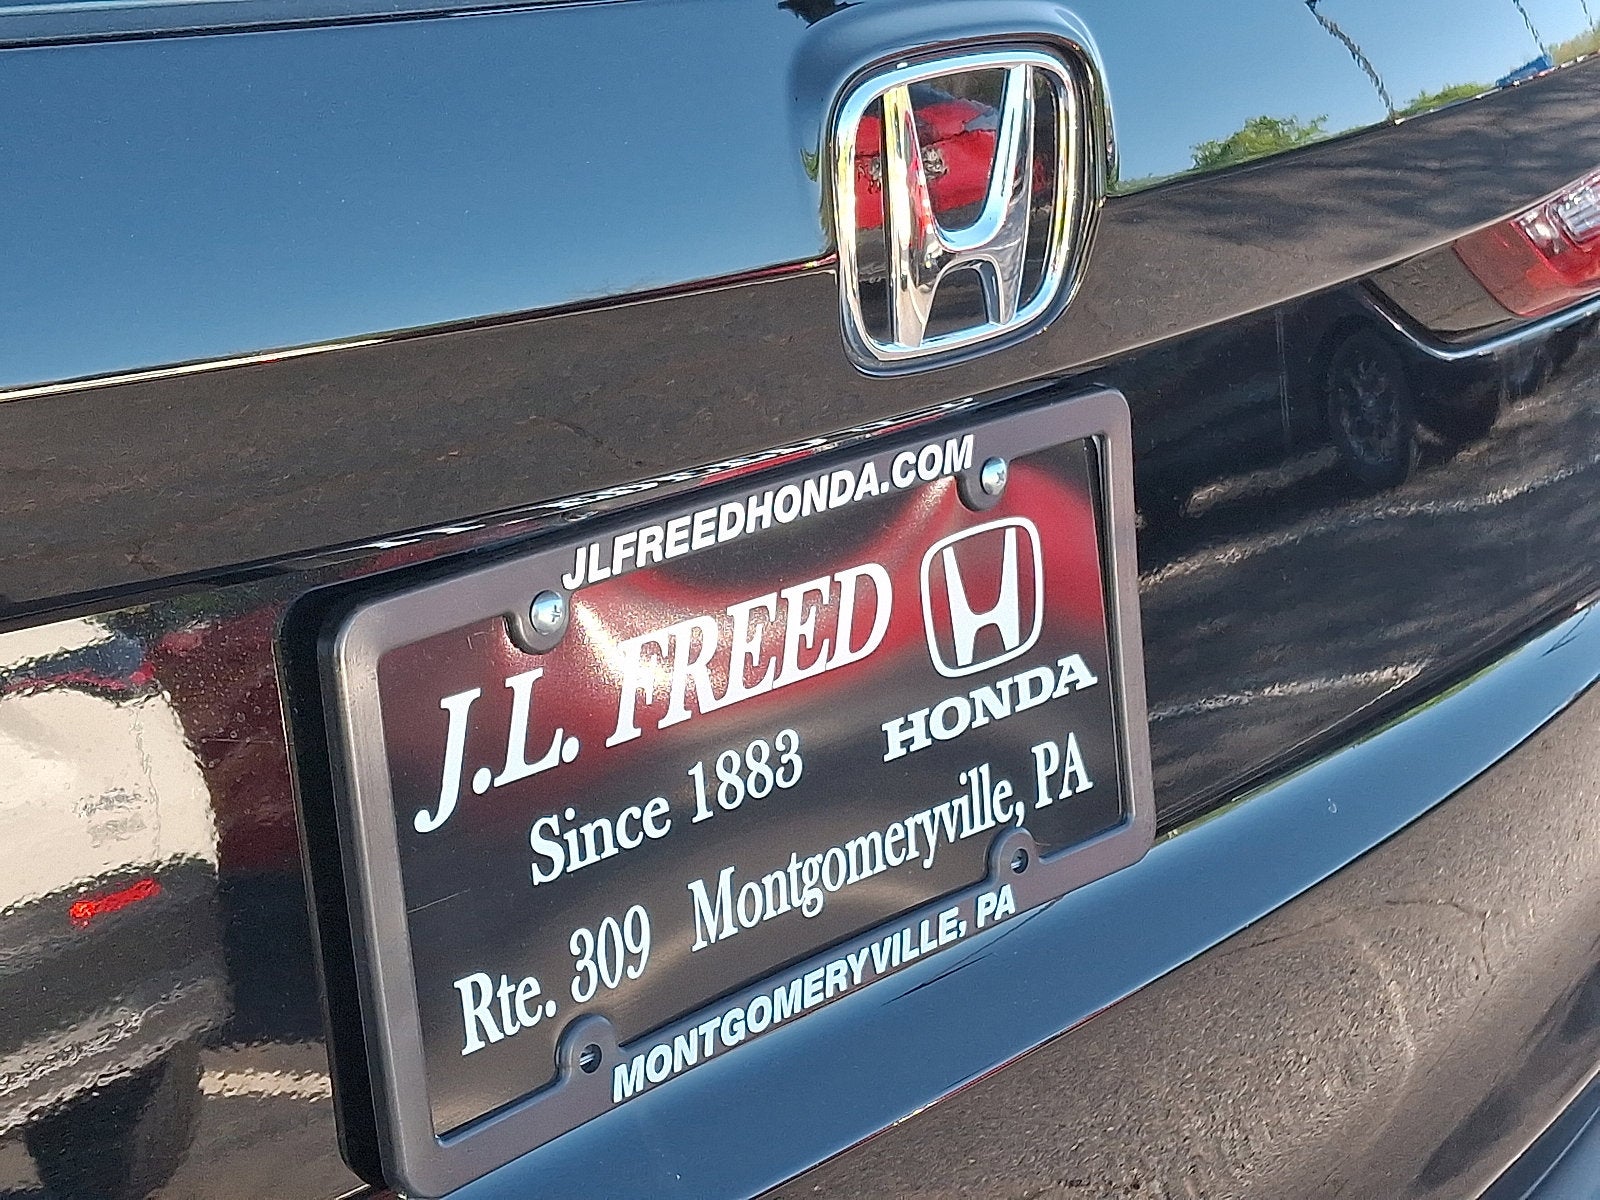 JLFREEDHONDA.COM
J.L. FREED
HONDA
Since 1883
Rte. 309 Montgomeryville, PA
MONTGOMERYVILLE, PA